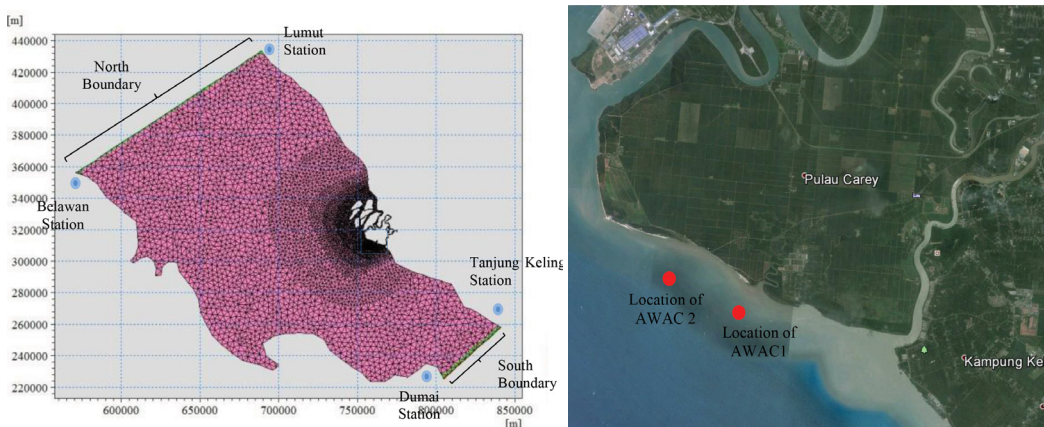 [m]
440000
420000
400000
380000
360000
340000
320000
300000
280000
260000
240000
220000
600000
650000
700000
750000
800000
850000
[m]
Lumut
Station
North
Boundary
Belawan
Station
Tanjung Keling
Station
South
Boundary
Dumai
Station
Pulau Carey
Location of
AWAC 2
Location of
AWAC1
Kampung Ke